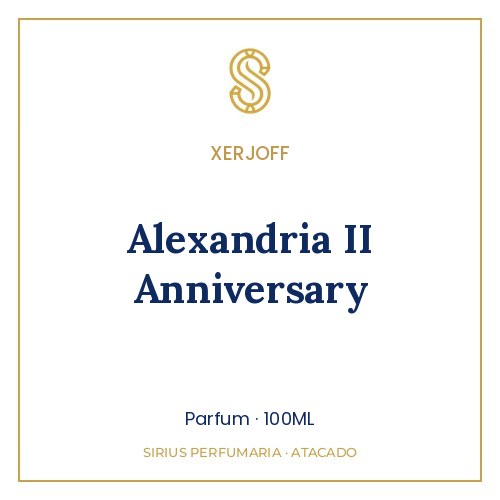 XERJOFF
Alexandria II
Anniversary
Parfum · 100ML
SIRIUS PERFUMARIA · ATACADO